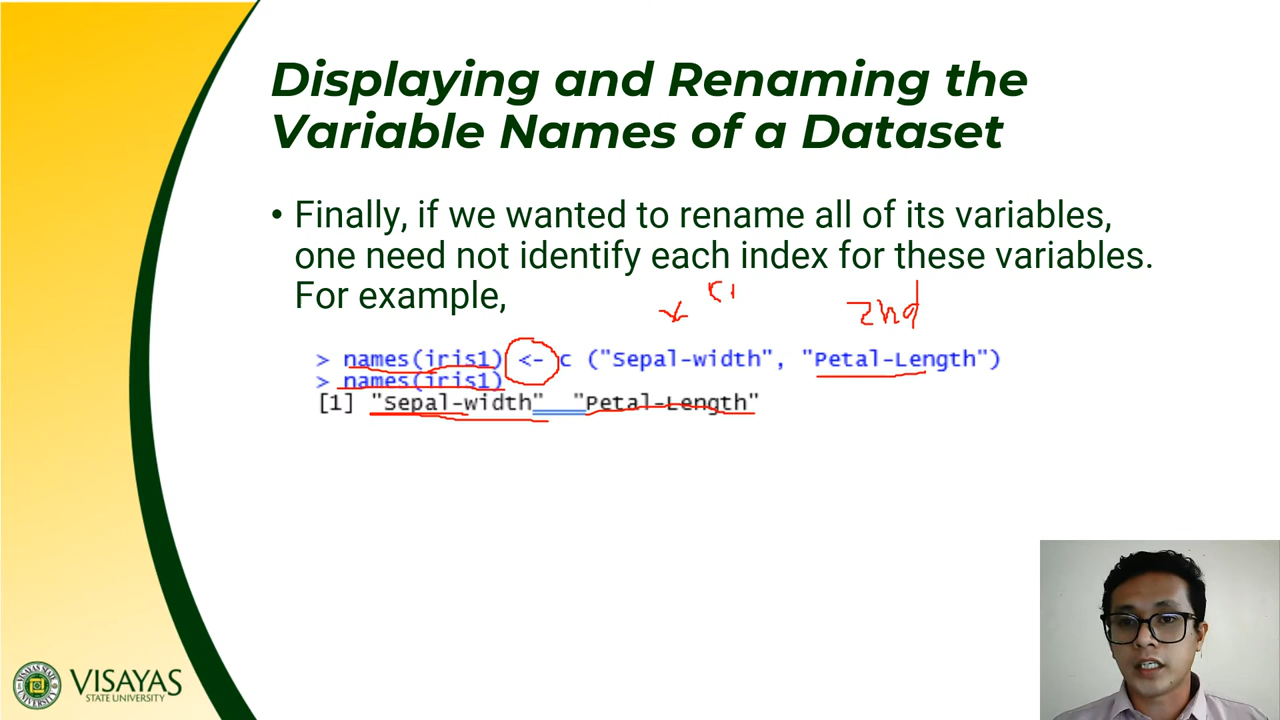 Displaying and Renaming the
Variable Names of a Dataset
• Finally, if we wanted to rename all of its variables,
one need not identify each index for these variables.
For example,
2nd
> names(iris1) <- c ("Sepal-width", "Petal-Length")
> names(iris1)
[1] "Sepal-width" "Petal-Length"
VISAYAS
STATE UNIVERSITY